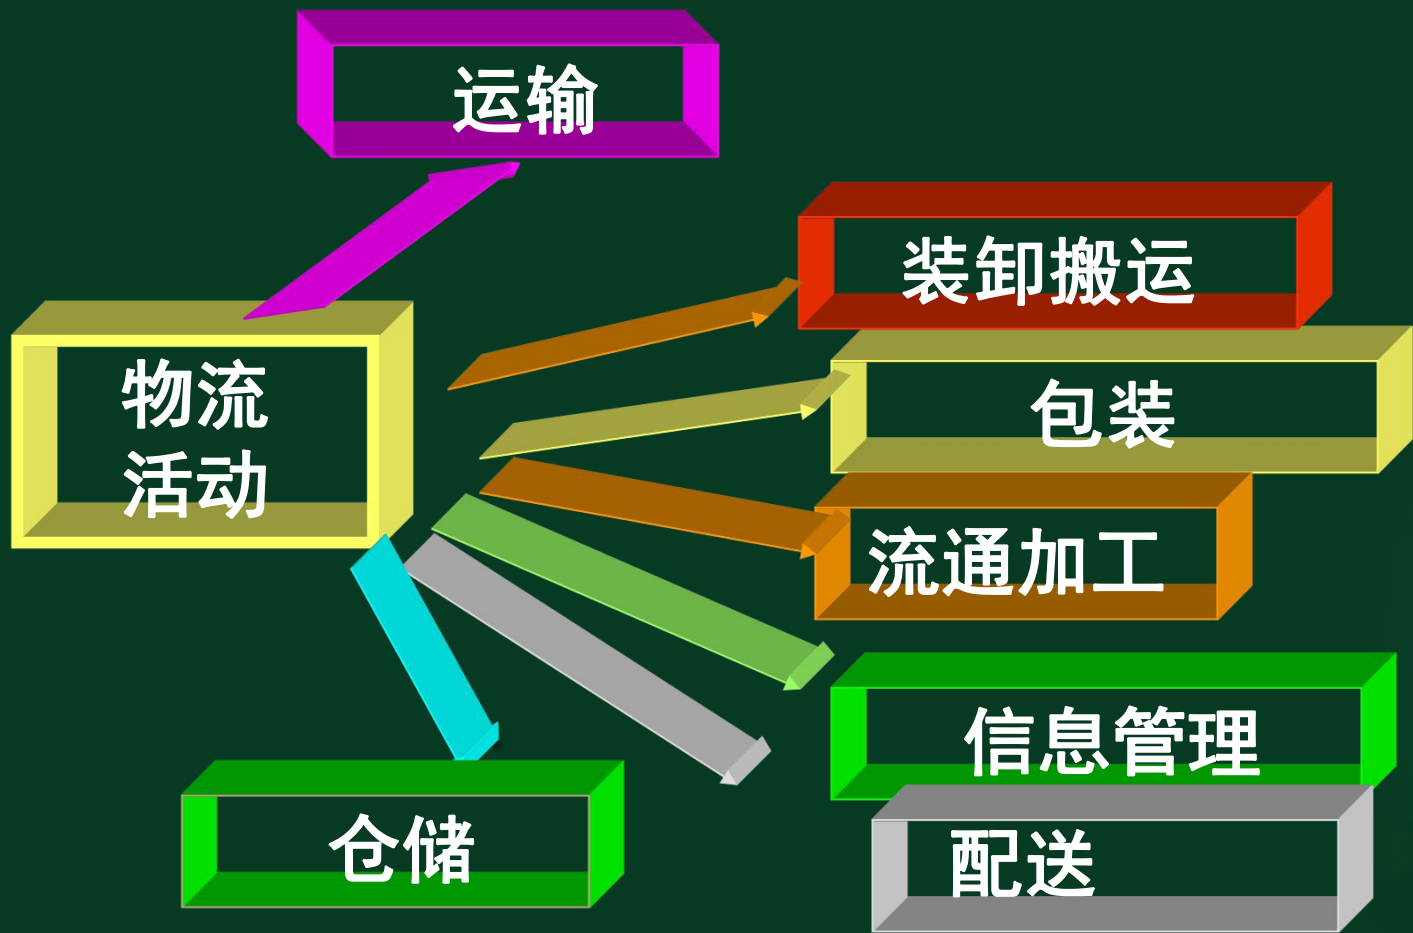 运输
装卸搬运
物流
活动
包装
流通加工
信息管理
仓储
配送